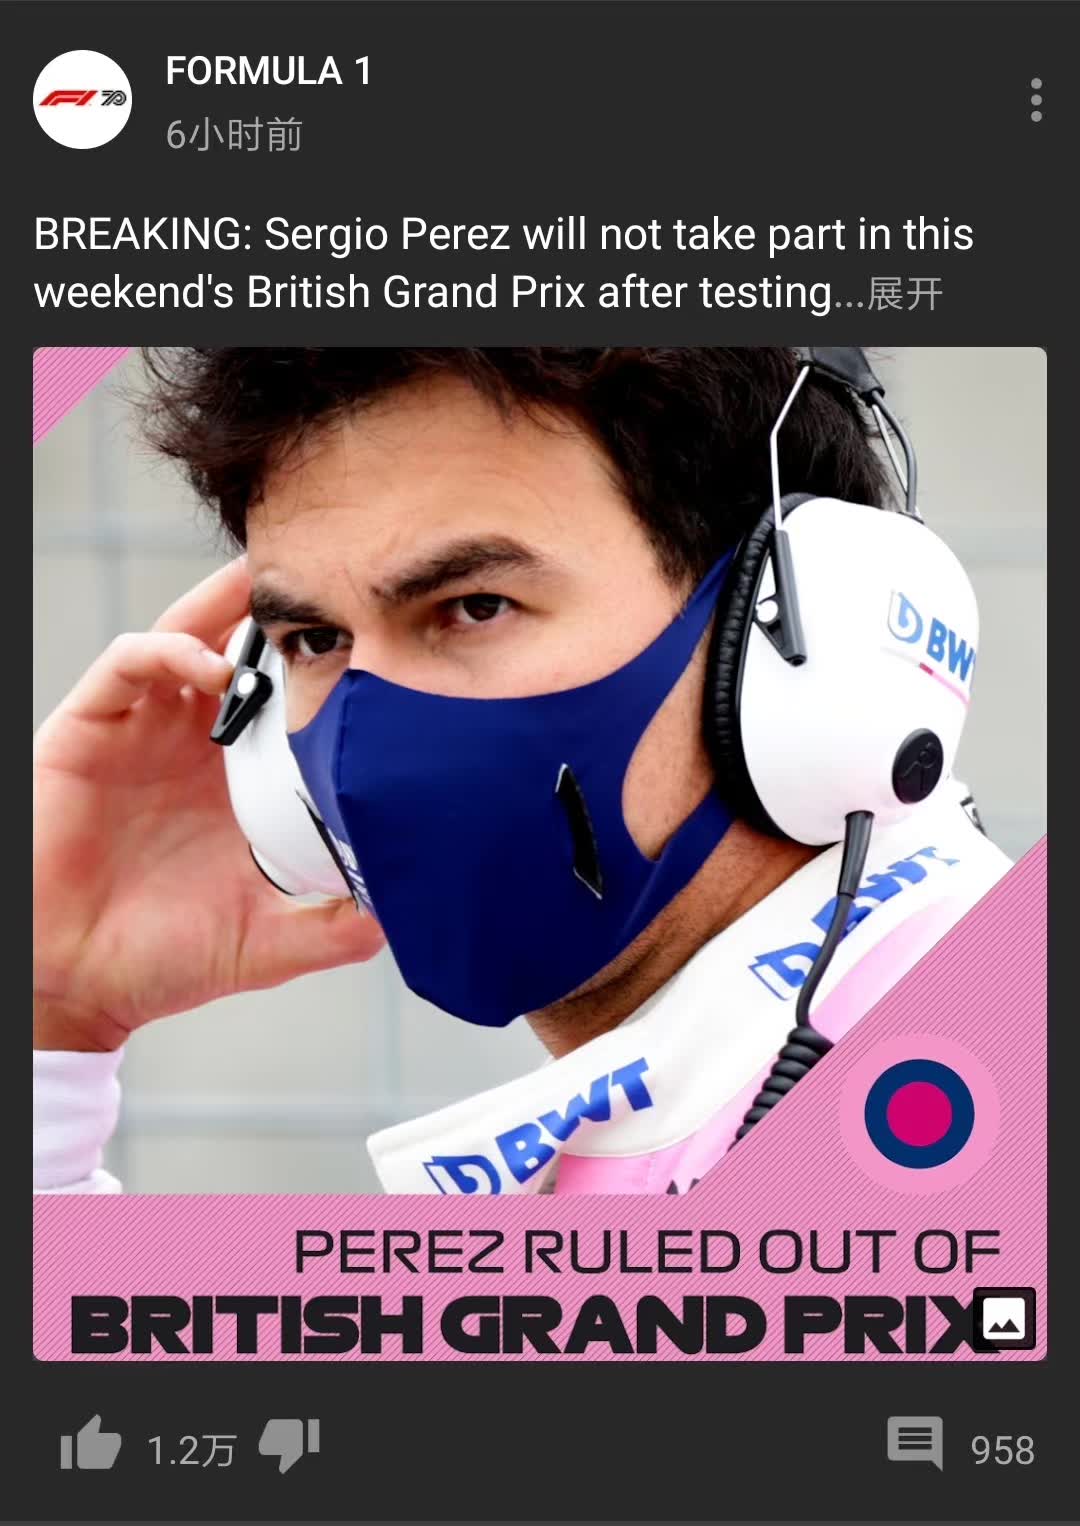 FORMULA 1
6小时前
BREAKING: Sergio Perez will not take part in this
weekend's British Grand Prix after testing...展开
BWT
BWT
BWT
PEREZ RULED OUT OF
BRITISH GRAND PRIX
1.2万
958